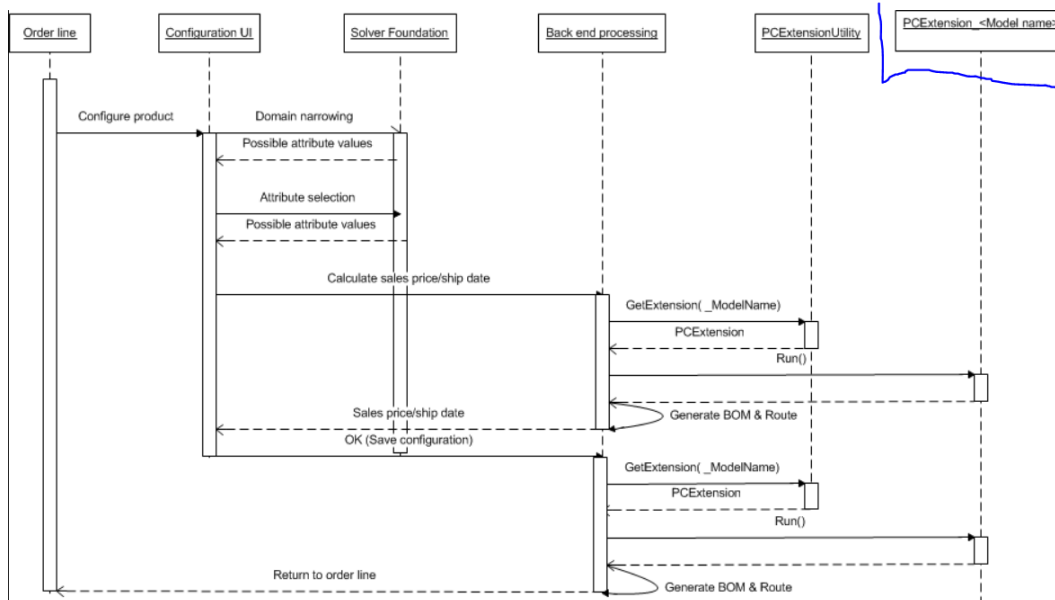 Order line
Configuration UI
Solver Foundation
Back end processing
PCExtensionUtility
PCExtension_<Model name>
Configure product
Domain narrowing
Possible attribute values
Attribute selection
Possible attribute values
Calculate sales price/ship date
GetExtension( _ModelName)
PCExtension
Run()
Sales price/ship date
Generate BOM & Route
OK (Save configuration)
GetExtension( _ModelName)
PCExtension
Run()
Return to order line
Generate BOM & Route